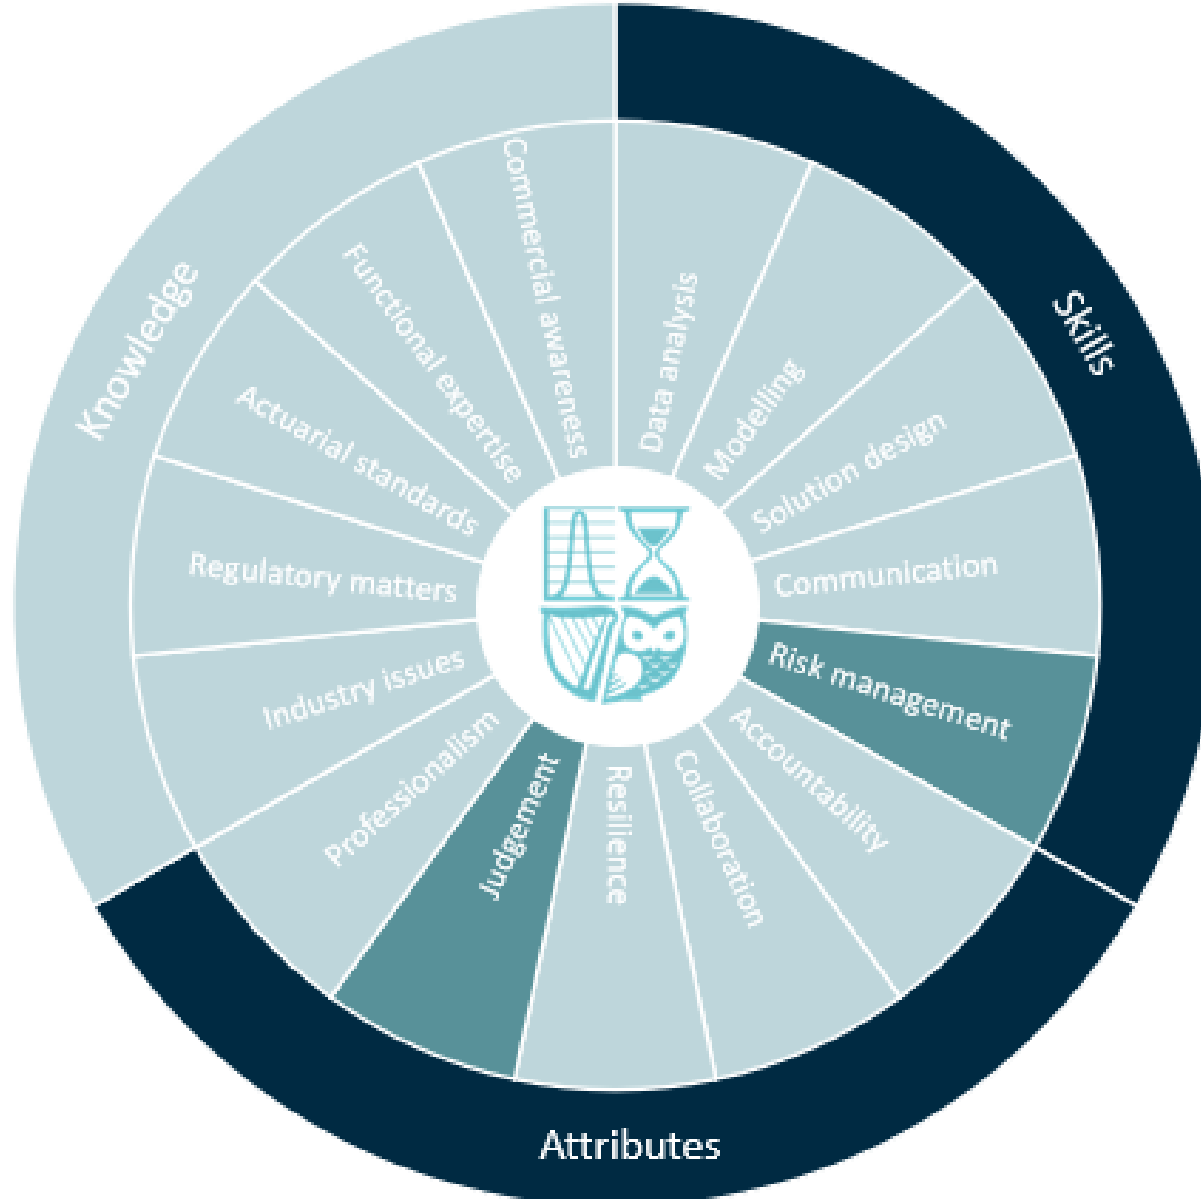 Knowledge
Skills
Attributes
Commercial awareness
Functional expertise
Actuarial standards
Regulatory matters
Industry issues
Data analysis
Modelling
Solution design
Communication
Risk management
Accountability
Collaboration
Resilience
Judgement
Professionalism